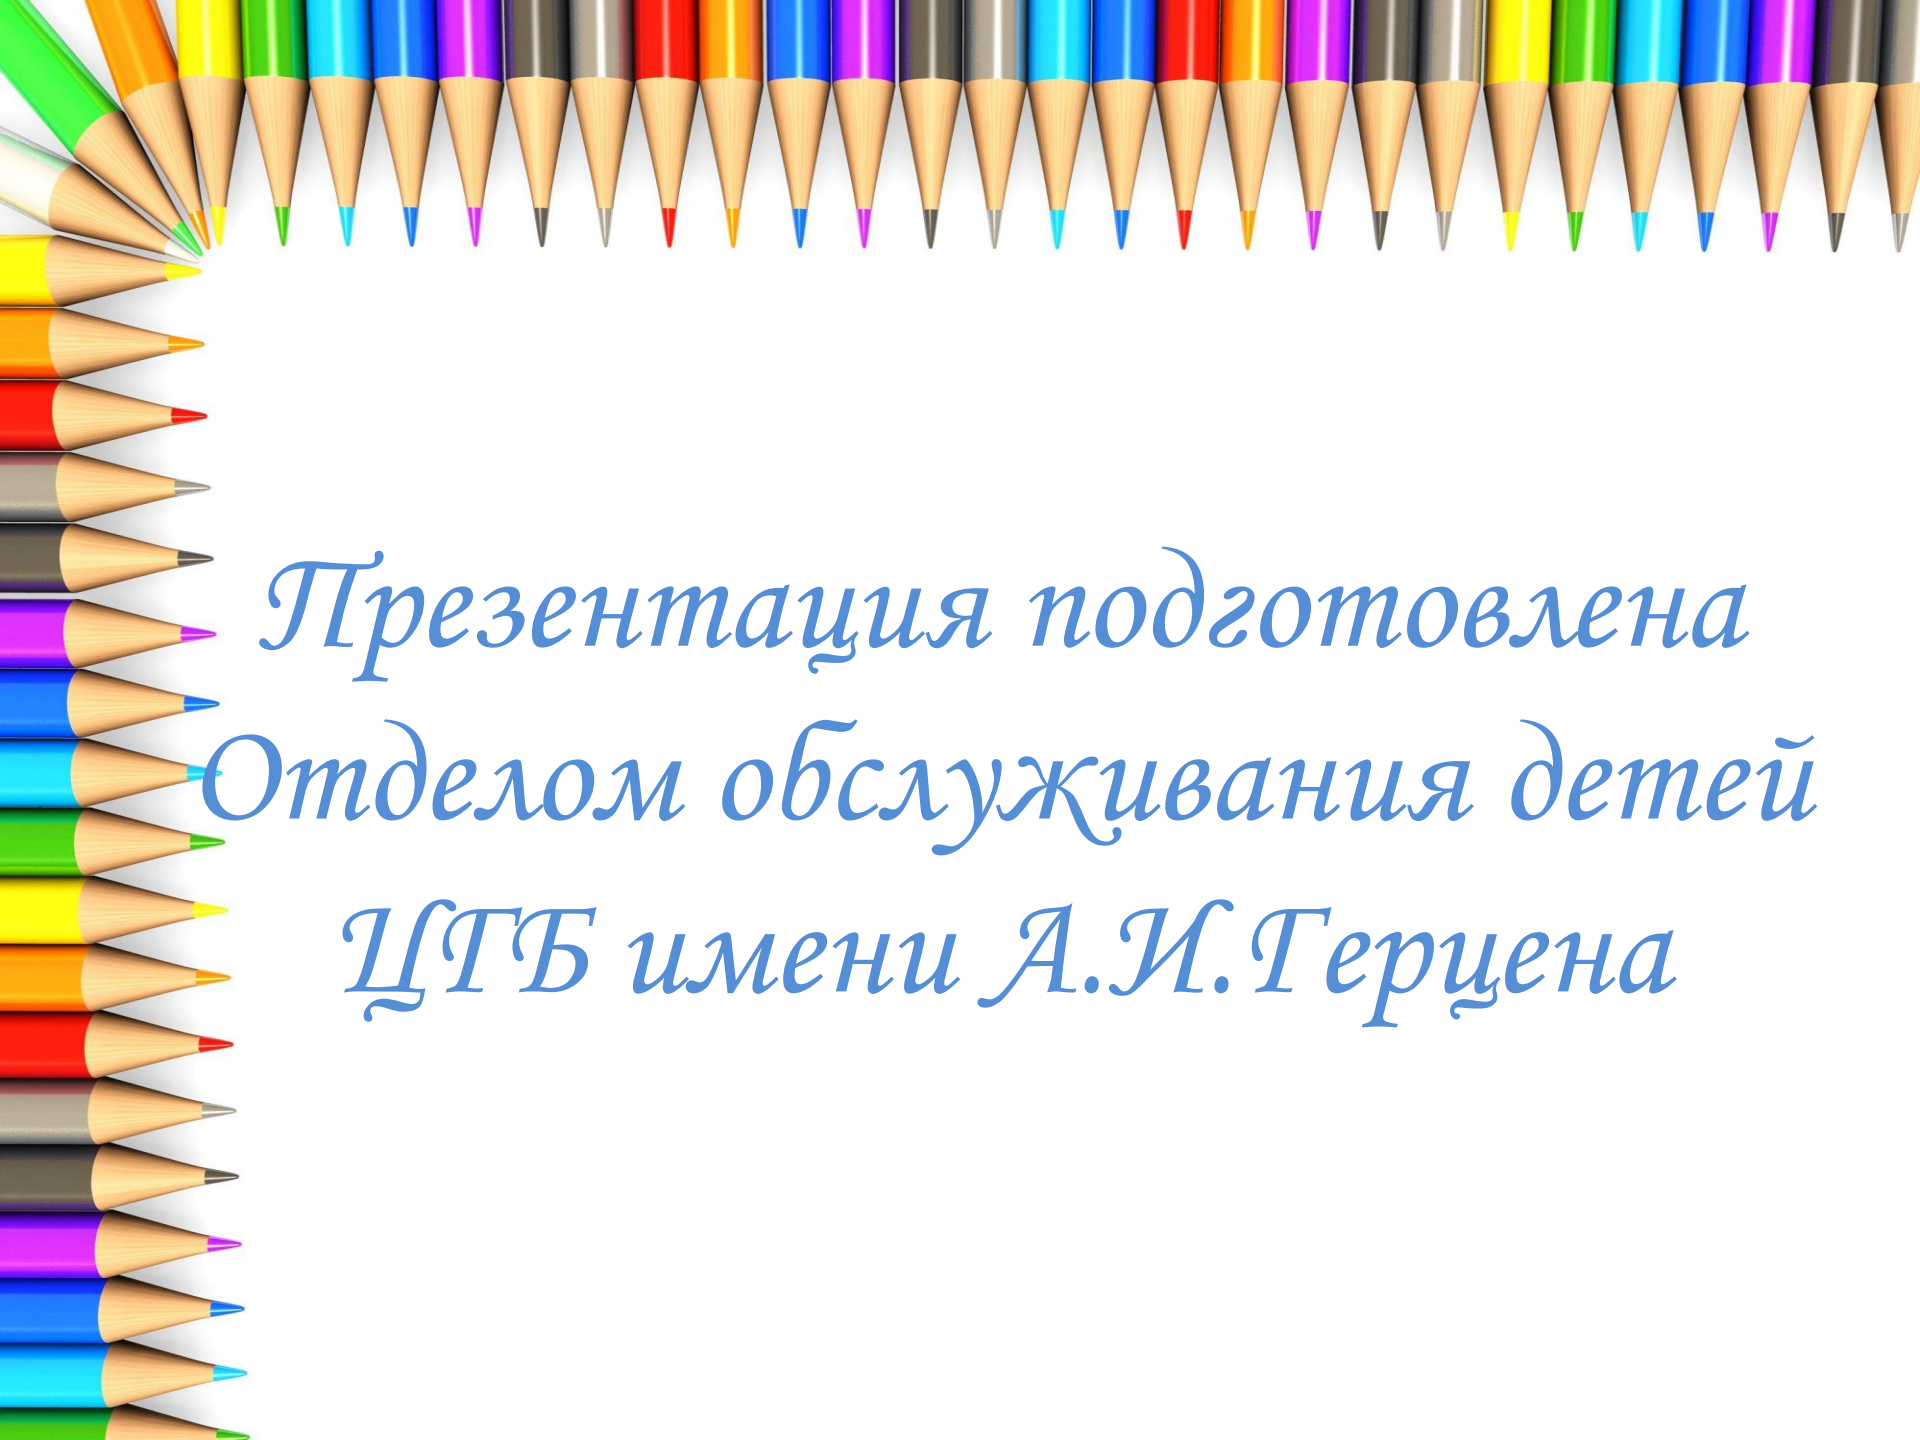 Презентация подготовлена
Отделом обслуживания детей
ЦГБ имени А.И.Герцена